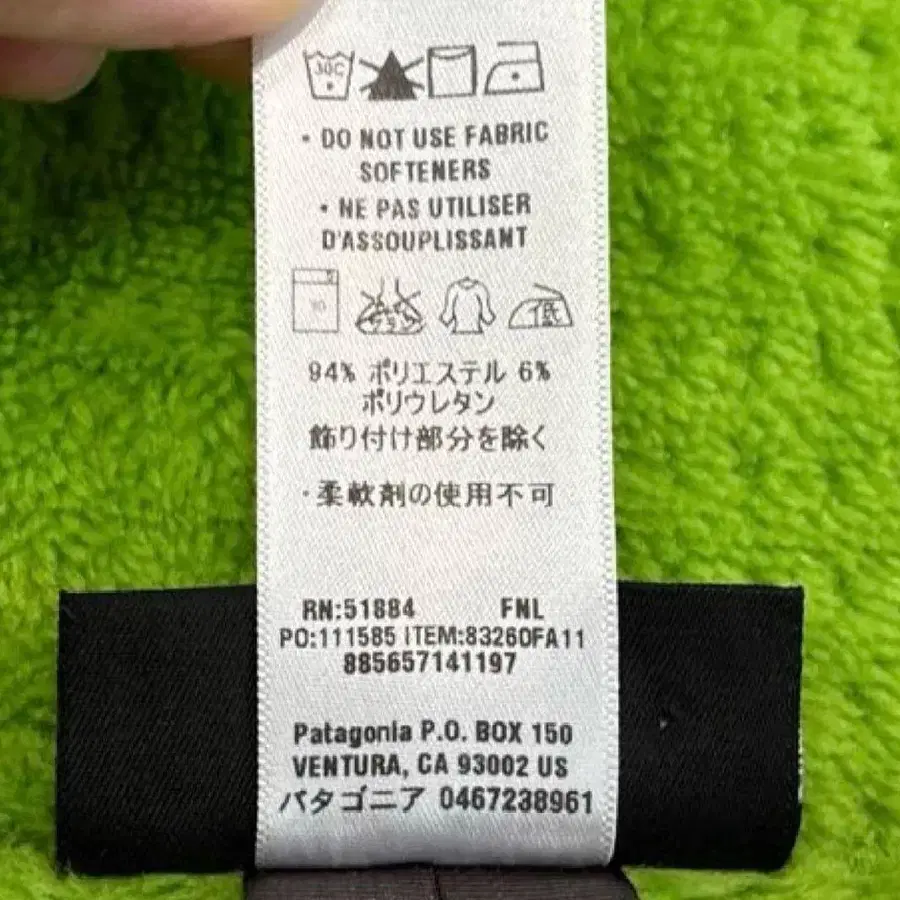 30C
• DO NOT USE FABRIC
SOFTENERS
• NE PAS UTILISER
D'ASSOUPLISSANT
低
94% ポリエステル 6%
ポリウレタン
飾り付け部分を除く
・柔軟剤の使用不可
RN:51884 FNL
PO:111585 ITEM:83260FA11
885657141197
Patagonia P.O. BOX 150
VENTURA, CA 93002 US
パタゴニア 0467238961